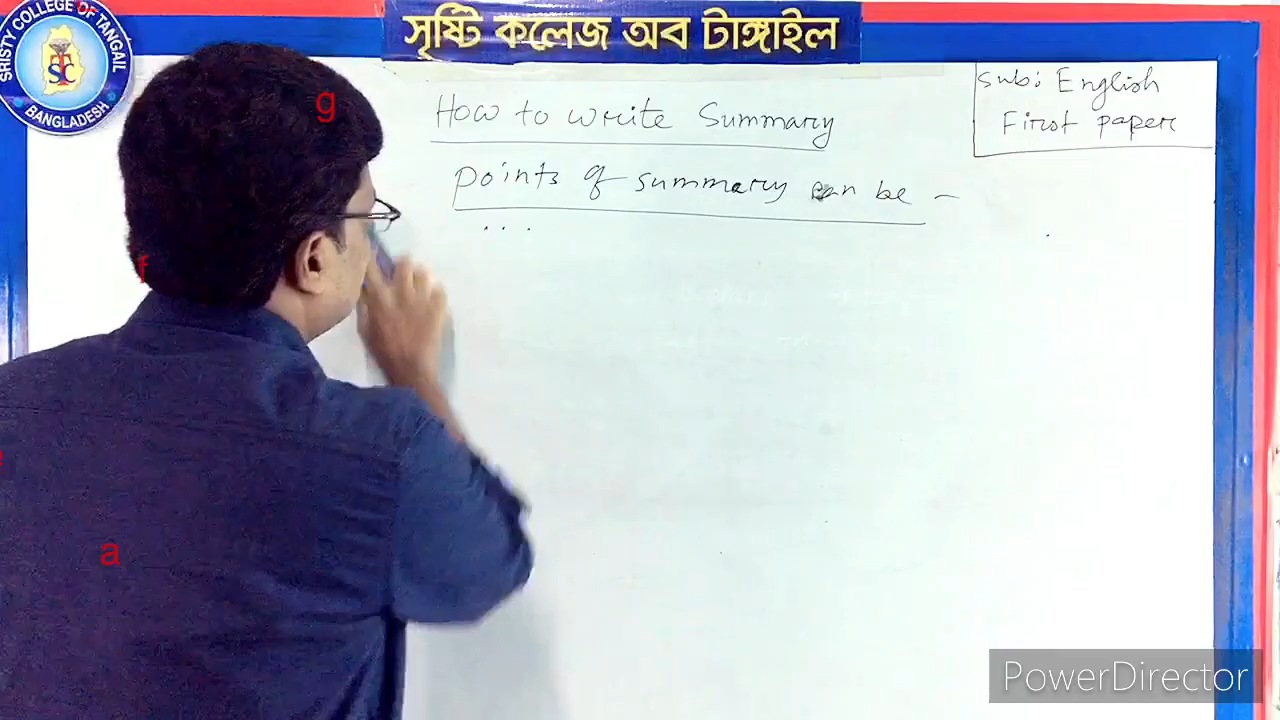 সৃষ্টি কলেজ অব টাঙ্গাইল
SRISTY COLLEGE OF TANGAIL
STC
BANGLADESH
Sub: English
First paper
How to write Summary
points of summary can be –
...
g
f
a
PowerDirector